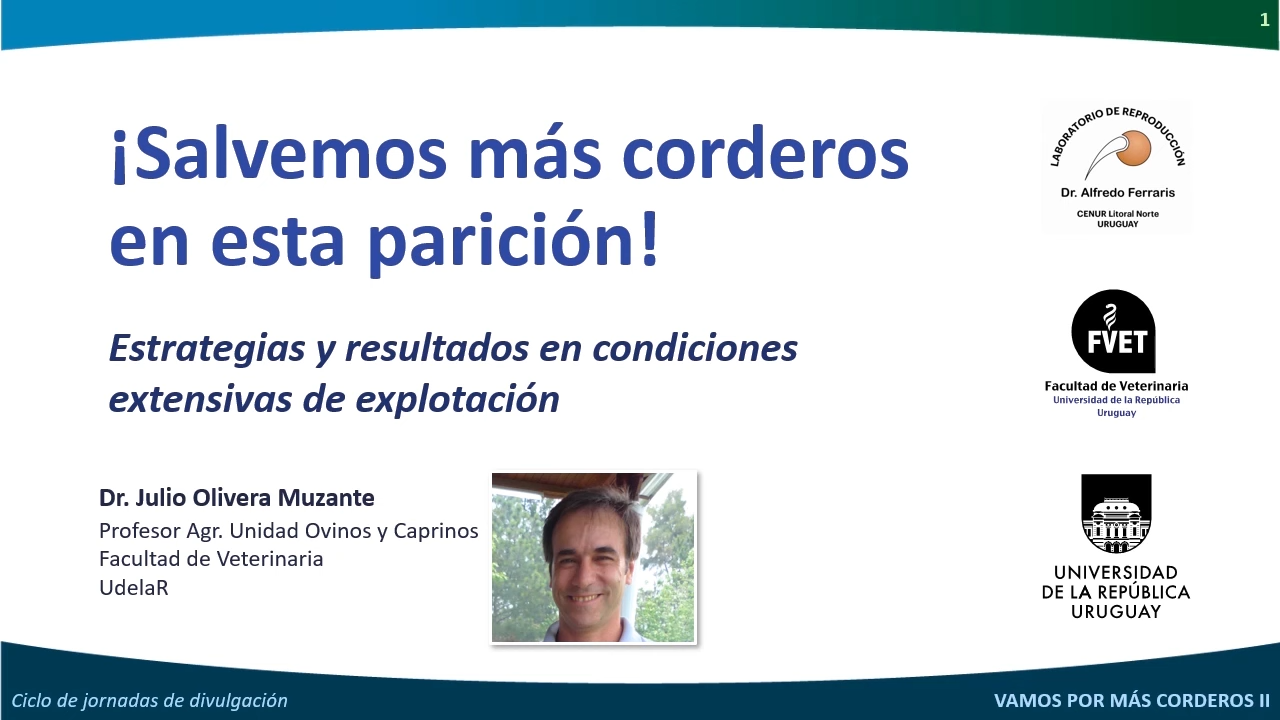 1
¡Salvemos más corderos
en esta parición!
Estrategias y resultados en condiciones
extensivas de explotación
Dr. Julio Olivera Muzante
Profesor Agr. Unidad Ovinos y Caprinos
Facultad de Veterinaria
UdelaR
LABORATORIO DE REPRODUCCIÓN
Dr. Alfredo Ferraris
CENUR Litoral Norte
URUGUAY
FVET
Facultad de Veterinaria
Universidad de la República
Uruguay
UNIVERSIDAD
DE LA REPÚBLICA
URUGUAY
Ciclo de jornadas de divulgación
VAMOS POR MÁS CORDEROS II